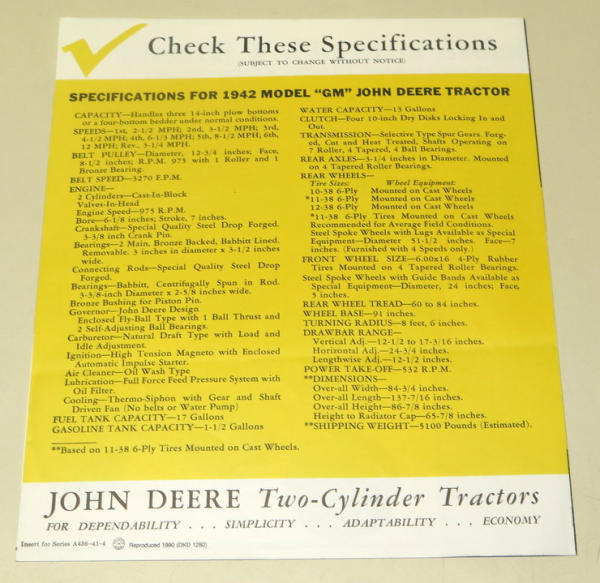 Check These Specifications
(SUBJECT TO CHANGE WITHOUT NOTICE)
SPECIFICATIONS FOR 1942 MODEL "GM" JOHN DEERE TRACTOR
CAPACITY—Handles three 14-inch plow bottoms
or a four-bottom bedder under normal conditions.
SPEEDS—1st, 2-1/2 MPH; 2nd, 3-1/2 MPH; 3rd,
4-1/2 MPH; 4th, 6-1/3 MPH; 5th, 8-1/2 MPH; 6th,
12 MPH; Rev., 3-1/4 MPH.
BELT PULLEY—Diameter, 12-3/4 inches; Face,
8-1/2 inches; R.P.M. 975 with 1 Roller and 1
Bronze Bearing.
BELT SPEED—3270 F.P.M.
ENGINE—
2 Cylinders—Cast-In-Block
Valves-In-Head
Engine Speed—975 R.P.M.
Bore—6-1/8 inches; Stroke, 7 inches.
Crankshaft—Special Quality Steel Drop Forged.
3-3/8 inch Crank Pin.
Bearings—2 Main, Bronze Backed, Babbitt Lined.
Removable. 3 inches in diameter x 3-1/2 inches
wide.
Connecting Rods—Special Quality Steel Drop
Forged.
Bearings—Babbitt, Centrifugally Spun in Rod.
3-3/8-inch Diameter x 2-5/8 inches wide.
Bronze Bushing for Piston Pin.
Governor—John Deere Design
Enclosed Fly-Ball Type with 1 Ball Thrust and
2 Self-Adjusting Ball Bearings.
Carburetor—Natural Draft Type with Load and
Idle Adjustment.
Ignition—High Tension Magneto with Enclosed
Automatic Impulse Starter.
Air Cleaner—Oil Wash Type
Lubrication—Full Force Feed Pressure System with
Oil Filter.
Cooling—Thermo-Siphon with Gear and Shaft
Driven Fan (No belts or Water Pump)
FUEL TANK CAPACITY—17 Gallons
GASOLINE TANK CAPACITY—1-1/2 Gallons
**Based on 11-38 6-Ply Tires Mounted on Cast Wheels.
WATER CAPACITY—13 Gallons
CLUTCH—Four 10-inch Dry Disks Locking In and
Out.
TRANSMISSION—Selective Type Spur Gears. Forg-
ed, Cut and Heat Treated, Shafts Operating on
7 Roller, 4 Tapered, 4 Ball Bearings.
REAR AXLES—3-1/4 inches in Diameter. Mounted
on 4 Tapered Roller Bearings.
REAR WHEELS—
Tire Sizes: Wheel Equipment:
10-38 6-Ply Mounted on Cast Wheels
*11-38 6-Ply Mounted on Cast Wheels
12-38 6-Ply Mounted on Cast Wheels
*11-38 6-Ply Tires Mounted on Cast Wheels
Recommended for Average Field Conditions.
Steel Spoke Wheels with Lugs Available as Special
Equipment—Diameter 51-1/2 inches. Face—7
inches. (Furnished with 4 Speeds only.)
FRONT WHEEL SIZE—6.00x16 4-Ply Rubber
Tires Mounted on 4 Tapered Roller Bearings.
Steel Spoke Wheels with Guide Bands Available as
Special Equipment—Diameter, 24 inches; Face,
5 inches.
REAR WHEEL TREAD—60 to 84 inches.
WHEEL BASE—91 inches.
TURNING RADIUS—8 feet, 6 inches.
DRAWBAR RANGE—
Vertical Adj.—12-1/2 to 17-3/16 inches.
Horizontal Adj.—24-3/4 inches.
Lengthwise Adj.—12-1/2 inches.
POWER TAKE-OFF—532 R.P.M.
**DIMENSIONS—
Over-all Width—84-3/4 inches.
Over-all Length—137-7/16 inches.
Over-all Height—86-7/8 inches.
Height to Radiator Cap—65-7/8 inches.
**SHIPPING WEIGHT—5100 Pounds (Estimated).
JOHN DEERE Two-Cylinder Tractors
FOR DEPENDABILITY . . . SIMPLICITY . . . ADAPTABILITY . . . ECONOMY
Insert for Series A436-41-4 Reproduced 1990 (DKD 1280)